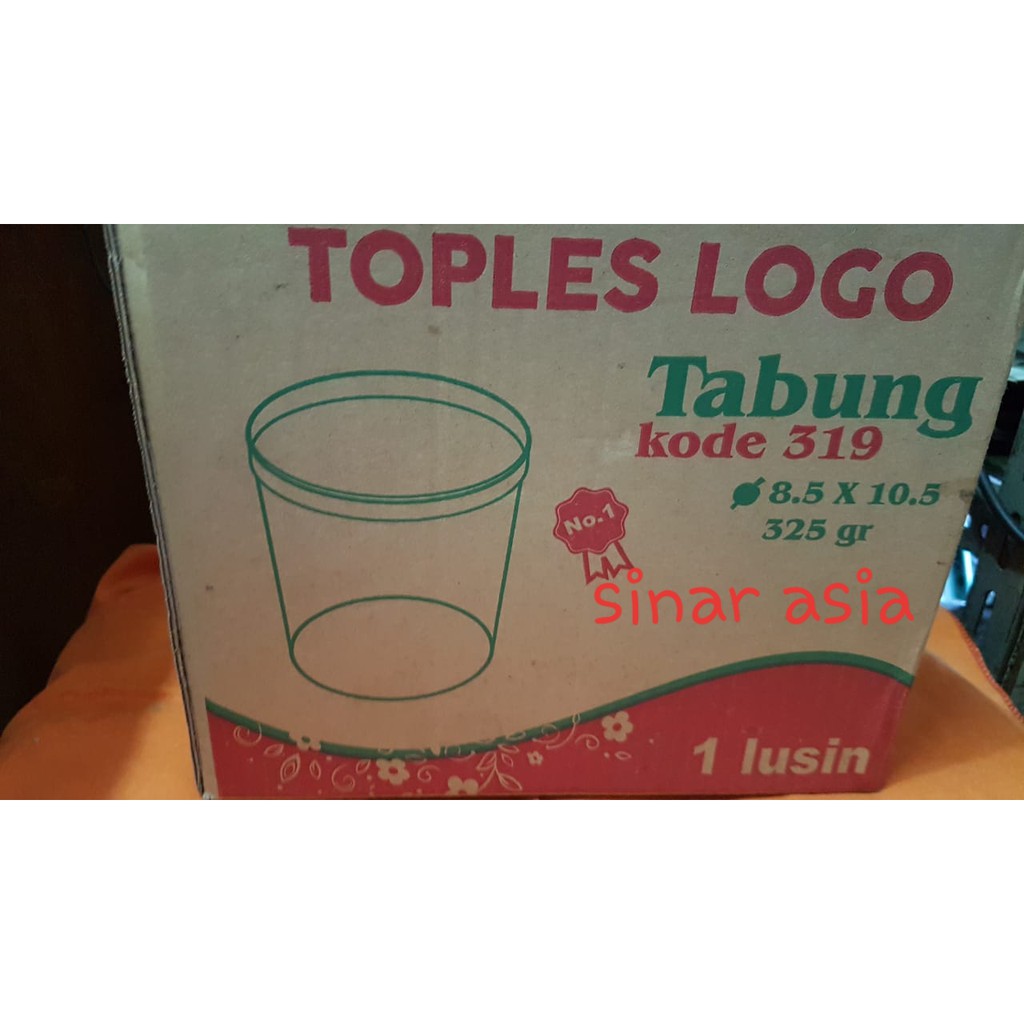 TOPLES LOGO
Tabung
kode 319
ø 8.5 X 10.5
325 gr
No.1
sinar asia
1 lusin